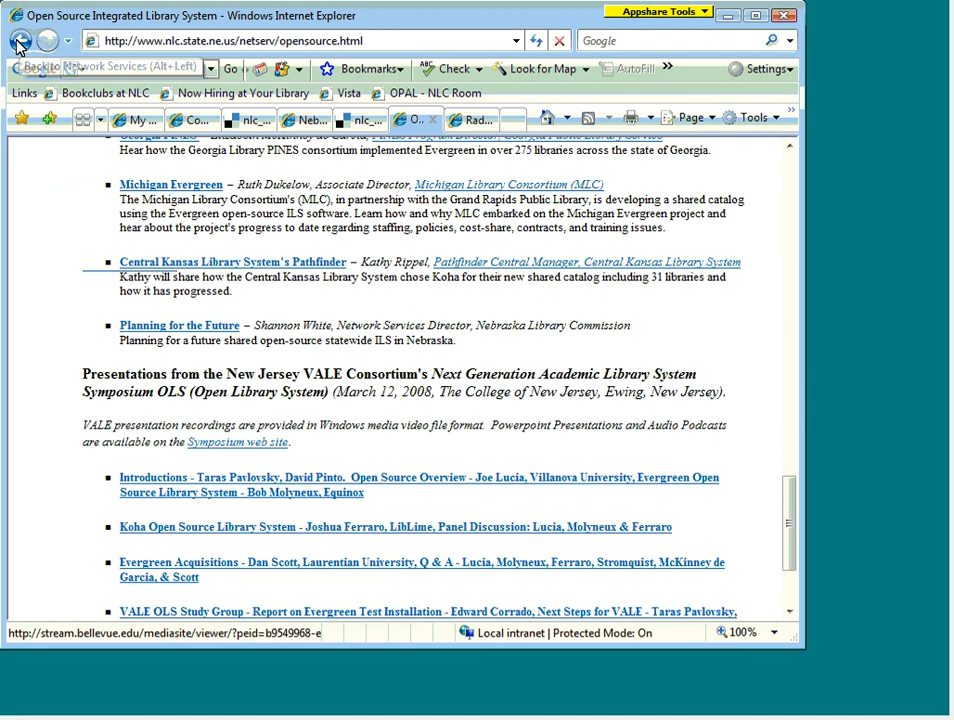 Open Source Integrated Library System - Windows Internet Explorer
Appshare Tools
http://www.nlc.state.ne.us/netserv/opensource.html
Google
Back to Network Services (Alt+Left)
Go
Bookmarks
Check
Look for Map
AutoFill
Settings
Links
Bookclubs at NLC
Now Hiring at Your Library
Vista
OPAL - NLC Room
My ...
Co...
nlc_...
Neb...
nlc_...
O...
Rad...
Page
Tools
Hear how the Georgia Library PINES consortium implemented Evergreen in over 275 libraries across the state of Georgia.
Michigan Evergreen – Ruth Dukelow, Associate Director, Michigan Library Consortium (MLC)
The Michigan Library Consortium's (MLC), in partnership with the Grand Rapids Public Library, is developing a shared catalog
using the Evergreen open-source ILS software. Learn how and why MLC embarked on the Michigan Evergreen project and
hear about the project's progress to date regarding staffing, policies, cost-share, contracts, and training issues.
Central Kansas Library System's Pathfinder – Kathy Rippel, Pathfinder Central Manager, Central Kansas Library System
Kathy will share how the Central Kansas Library System chose Koha for their new shared catalog including 31 libraries and
how it has progressed.
Planning for the Future – Shannon White, Network Services Director, Nebraska Library Commission
Planning for a future shared open-source statewide ILS in Nebraska.
Presentations from the New Jersey VALE Consortium's Next Generation Academic Library System
Symposium OLS (Open Library System) (March 12, 2008, The College of New Jersey, Ewing, New Jersey).
VALE presentation recordings are provided in Windows media video file format. Powerpoint Presentations and Audio Podcasts
are available on the Symposium web site.
Introductions - Taras Pavlovsky, David Pinto. Open Source Overview - Joe Lucia, Villanova University, Evergreen Open
Source Library System - Bob Molyneux, Equinox
Koha Open Source Library System - Joshua Ferraro, LibLime, Panel Discussion: Lucia, Molyneux & Ferraro
Evergreen Acquisitions - Dan Scott, Laurentian University, Q & A - Lucia, Molyneux, Ferraro, Stromquist, McKinney de
Garcia, & Scott
VALE OLS Study Group - Report on Evergreen Test Installation - Edward Corrado, Next Steps for VALE - Taras Pavlovsky,
http://stream.bellevue.edu/mediasite/viewer/?peid=b9549968-e
Local intranet | Protected Mode: On
100%